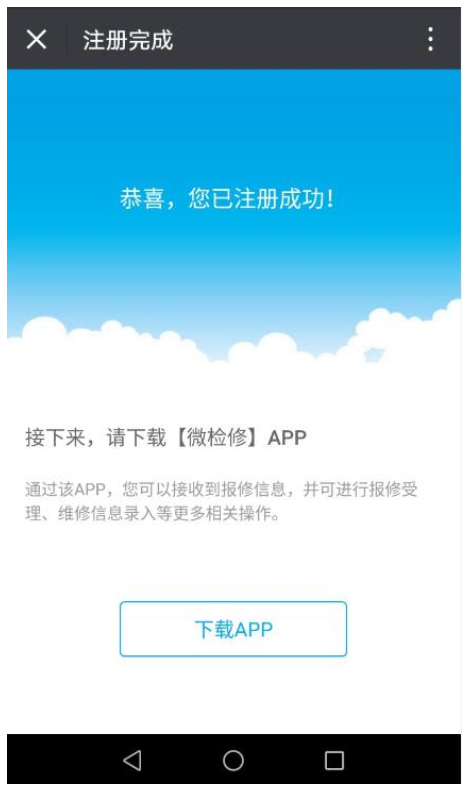 注册完成
恭喜，您已注册成功！
接下来，请下载【微检修】APP
通过该APP，您可以接收到报修信息，并可进行报修受
理、维修信息录入等更多相关操作。
下载APP